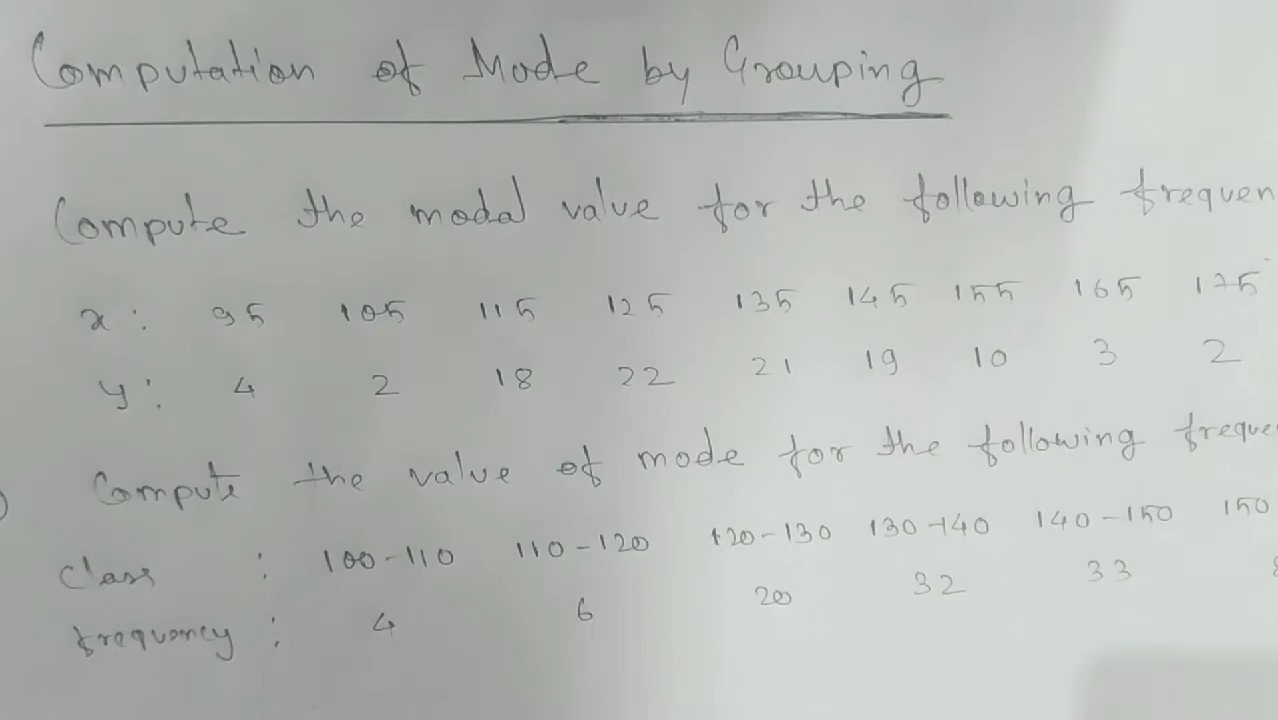 Computation of Mode by Grouping
Compute the modal value for the following frequen
x : 95 105 115 125 135 145 155 165 175
y : 4 2 18 22 21 19 10 3 2
) Compute the value of mode for the following freque
Class : 100-110 110-120 120-130 130-140 140-150 150
frequency : 4 6 20 32 33